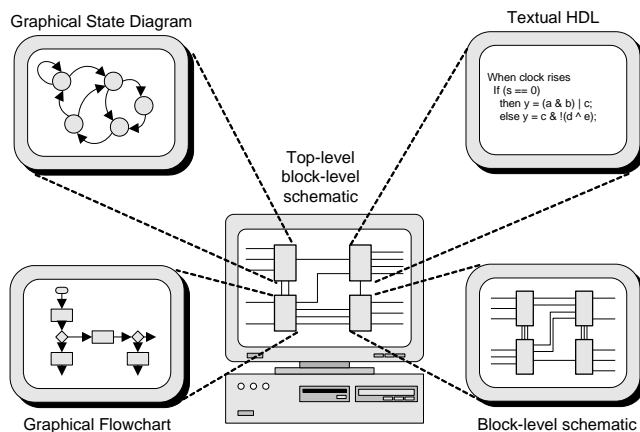 Graphical State Diagram
Textual HDL
When clock rises
If (s == 0)
then y = (a & b) | c;
else y = c & !(d ^ e);
Top-level
block-level
schematic
Graphical Flowchart
Block-level schematic